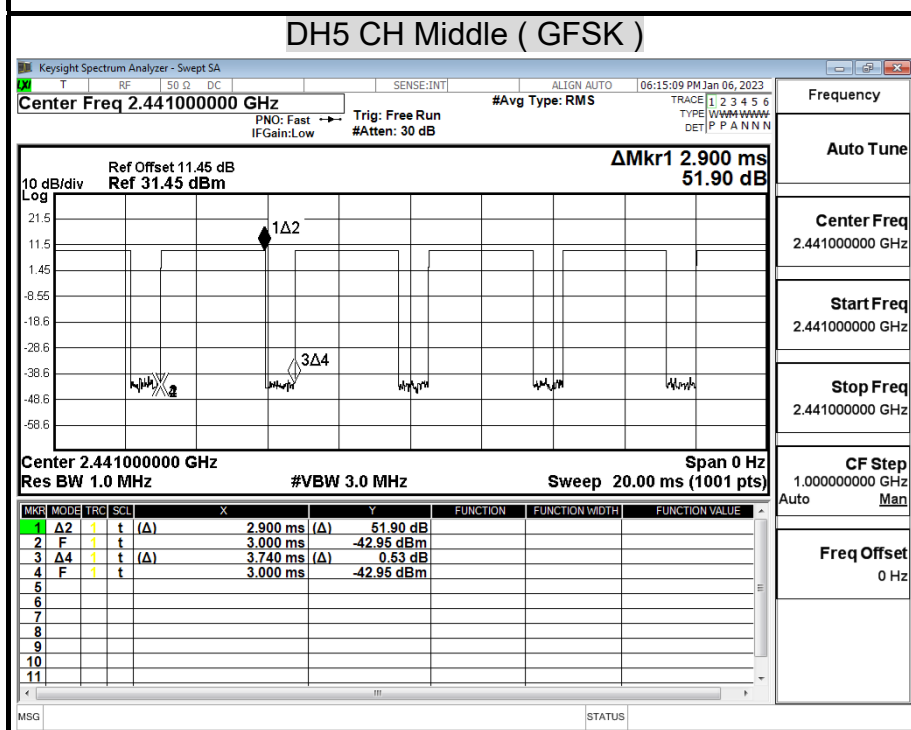 DH5 CH Middle ( GFSK )
Keysight Spectrum Analyzer - Swept SA
LXI T RF 50 Ω DC SENSE:INT ALIGN AUTO 06:15:09 PM Jan 06, 2023
Center Freq 2.441000000 GHz
PNO: Fast
IFGain:Low
Trig: Free Run
#Atten: 30 dB
#Avg Type: RMS
TRACE 1 2 3 4 5 6
TYPE WWMWWWW
DET P P A N N N
Frequency
Auto Tune
Center Freq
2.441000000 GHz
Start Freq
2.441000000 GHz
Stop Freq
2.441000000 GHz
CF Step
1.000000000 GHz
Auto Man
Freq Offset
0 Hz
ΔMkr1 2.900 ms
51.90 dB
Ref Offset 11.45 dB
10 dB/div Ref 31.45 dBm
Log
21.5
11.5
1.45
-8.55
-18.6
-28.6
-38.6
-48.6
-58.6
1Δ2
3Δ4
Center 2.441000000 GHz Span 0 Hz
Res BW 1.0 MHz #VBW 3.0 MHz Sweep 20.00 ms (1001 pts)
MKR MODE TRC SCL X Y FUNCTION FUNCTION WIDTH FUNCTION VALUE
1 Δ2 1 t (Δ) 2.900 ms (Δ) 51.90 dB
2 F 1 t 3.000 ms -42.95 dBm
3 Δ4 1 t (Δ) 3.740 ms (Δ) 0.53 dB
4 F 1 t 3.000 ms -42.95 dBm
5
6
7
8
9
10
11
MSG STATUS